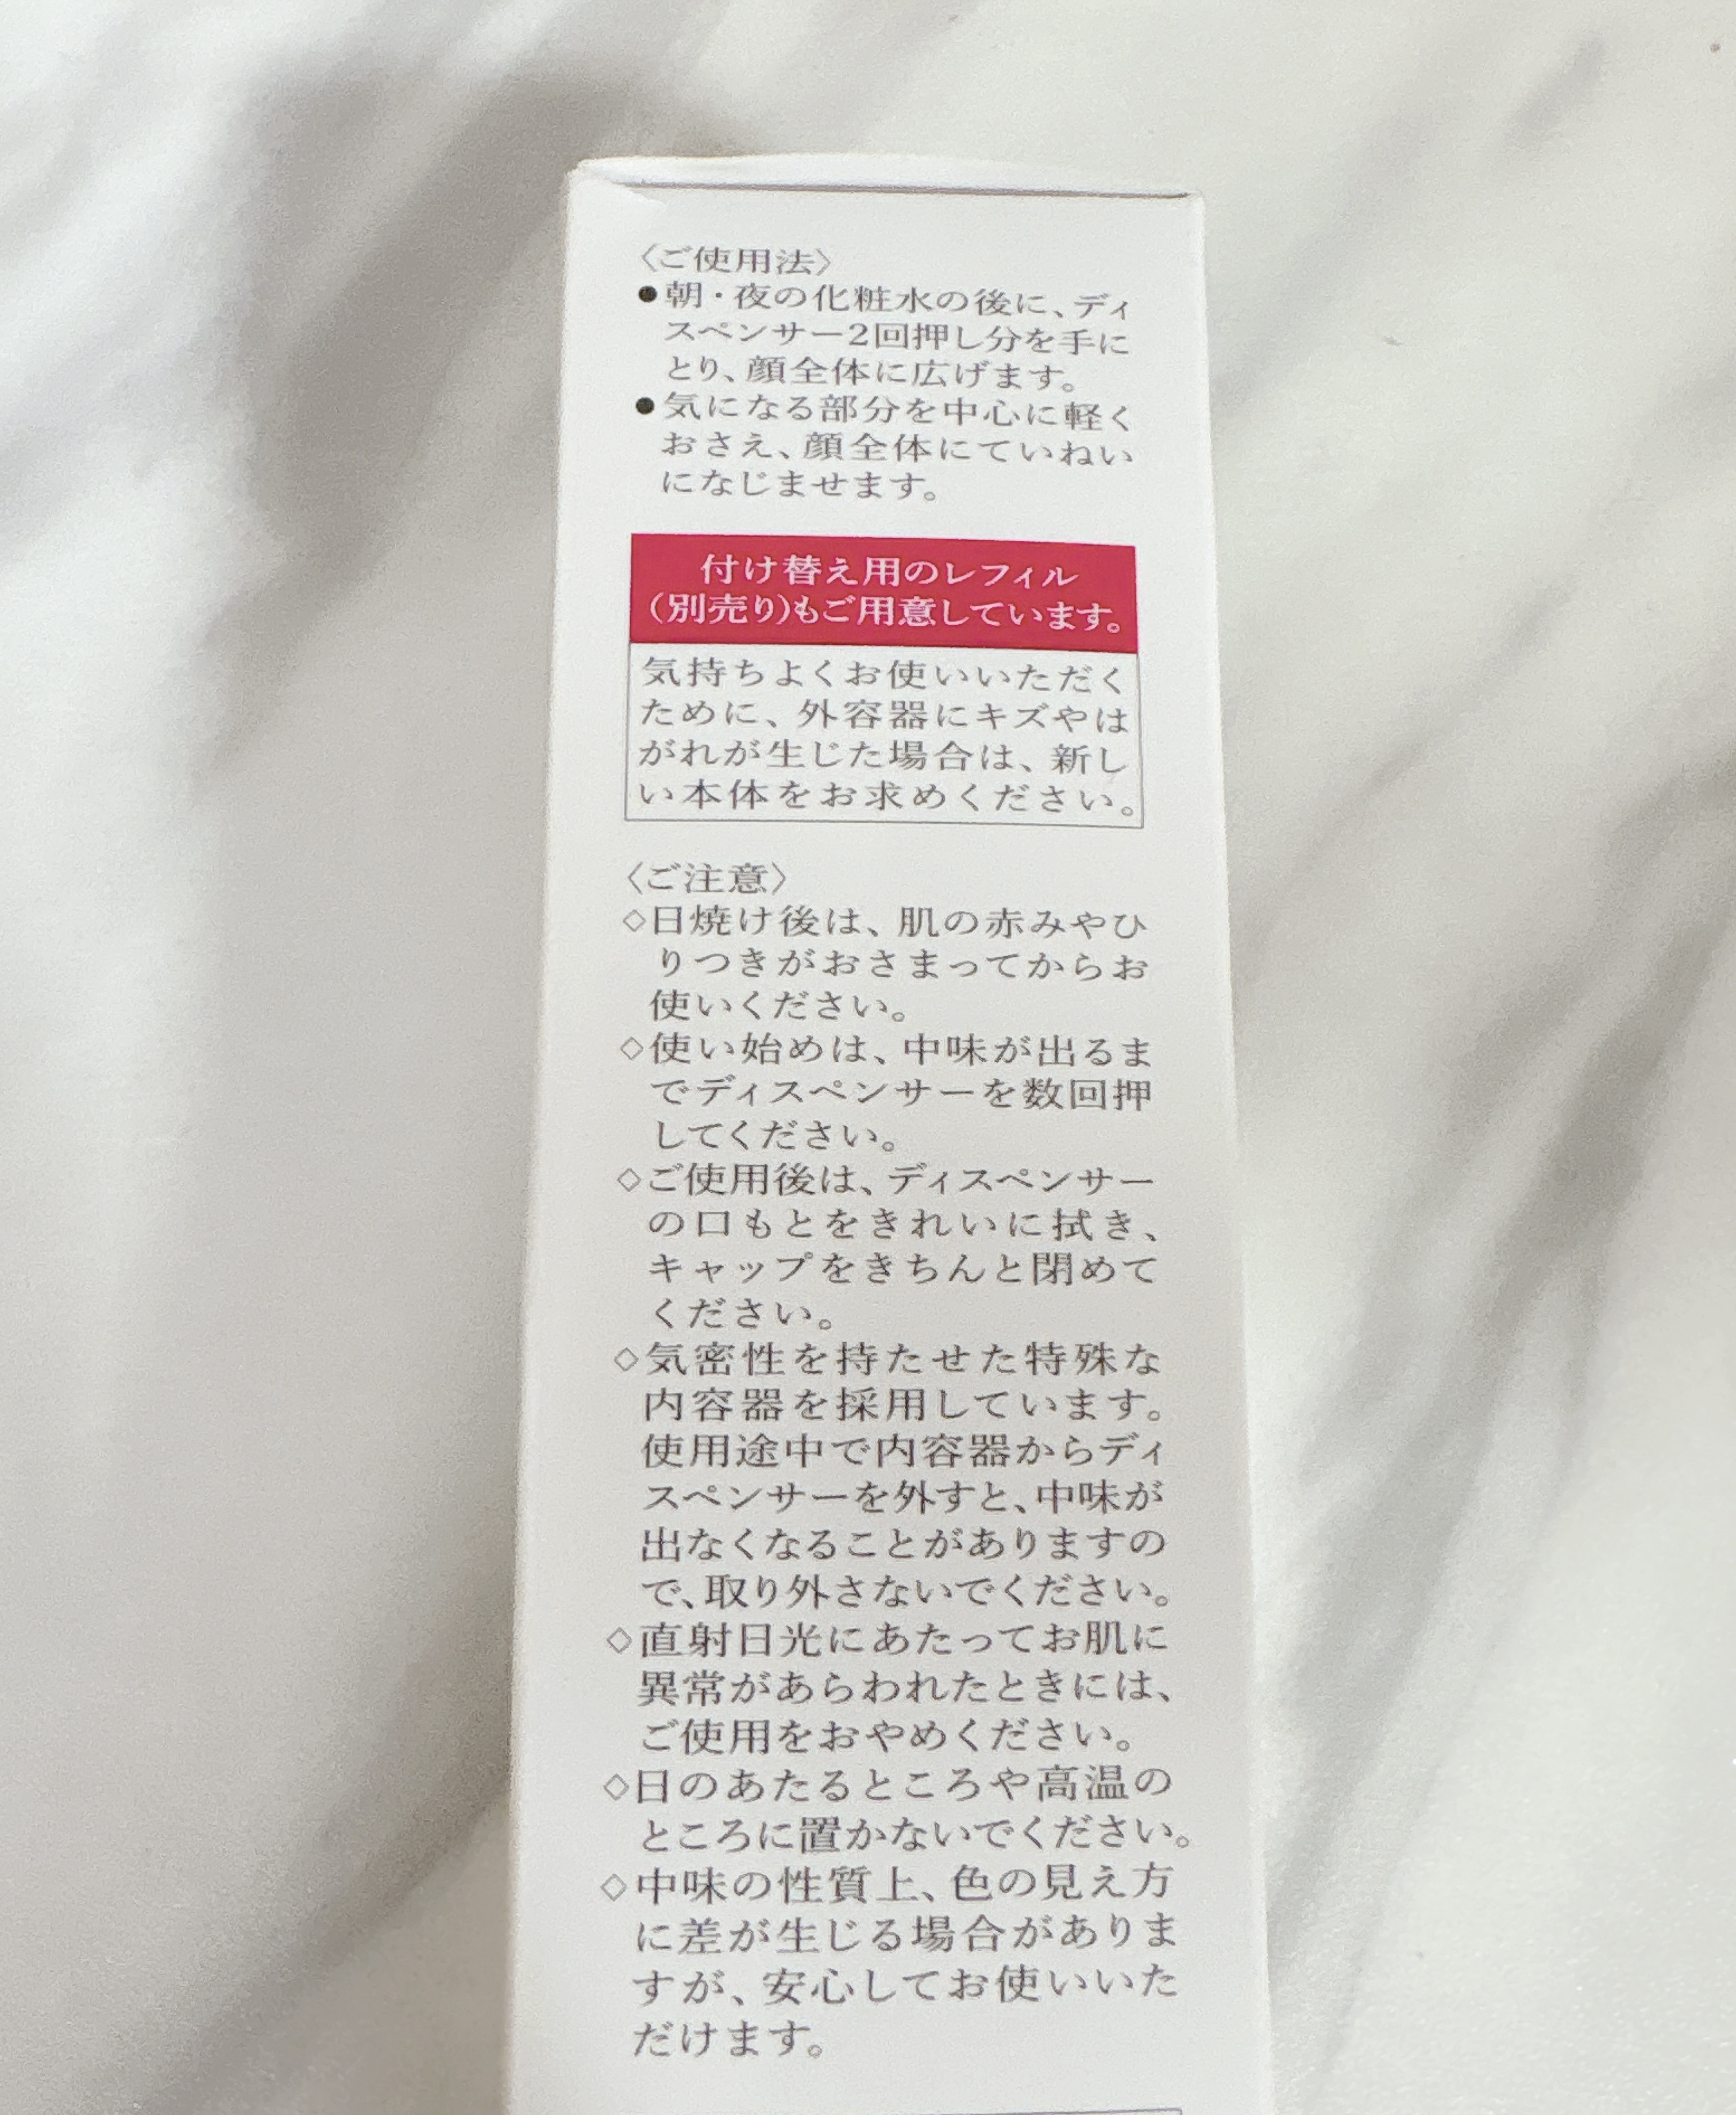 〈ご使用法〉
●朝・夜の化粧水の後に、ディ
スペンサー2回押し分を手に
とり、顔全体に広げます。
●気になる部分を中心に軽く
おさえ、顔全体にていねい
になじませます。
付け替え用のレフィル
(別売り)もご用意しています。
気持ちよくお使いいただく
ために、外容器にキズやは
がれが生じた場合は、新し
い本体をお求めください。
〈ご注意〉
◇日焼け後は、肌の赤みやひ
りつきがおさまってからお
使いください。
◇使い始めは、中味が出るま
でディスペンサーを数回押
してください。
◇ご使用後は、ディスペンサー
の口もとをきれいに拭き、
キャップをきちんと閉めて
ください。
◇気密性を持たせた特殊な
内容器を採用しています。
使用途中で内容器からディ
スペンサーを外すと、中味が
出なくなることがありますの
で、取り外さないでください。
◇直射日光にあたってお肌に
異常があらわれたときには、
ご使用をおやめください。
◇日のあたるところや高温の
ところに置かないでください。
◇中味の性質上、色の見え方
に差が生じる場合がありま
すが、安心してお使いいた
だけます。